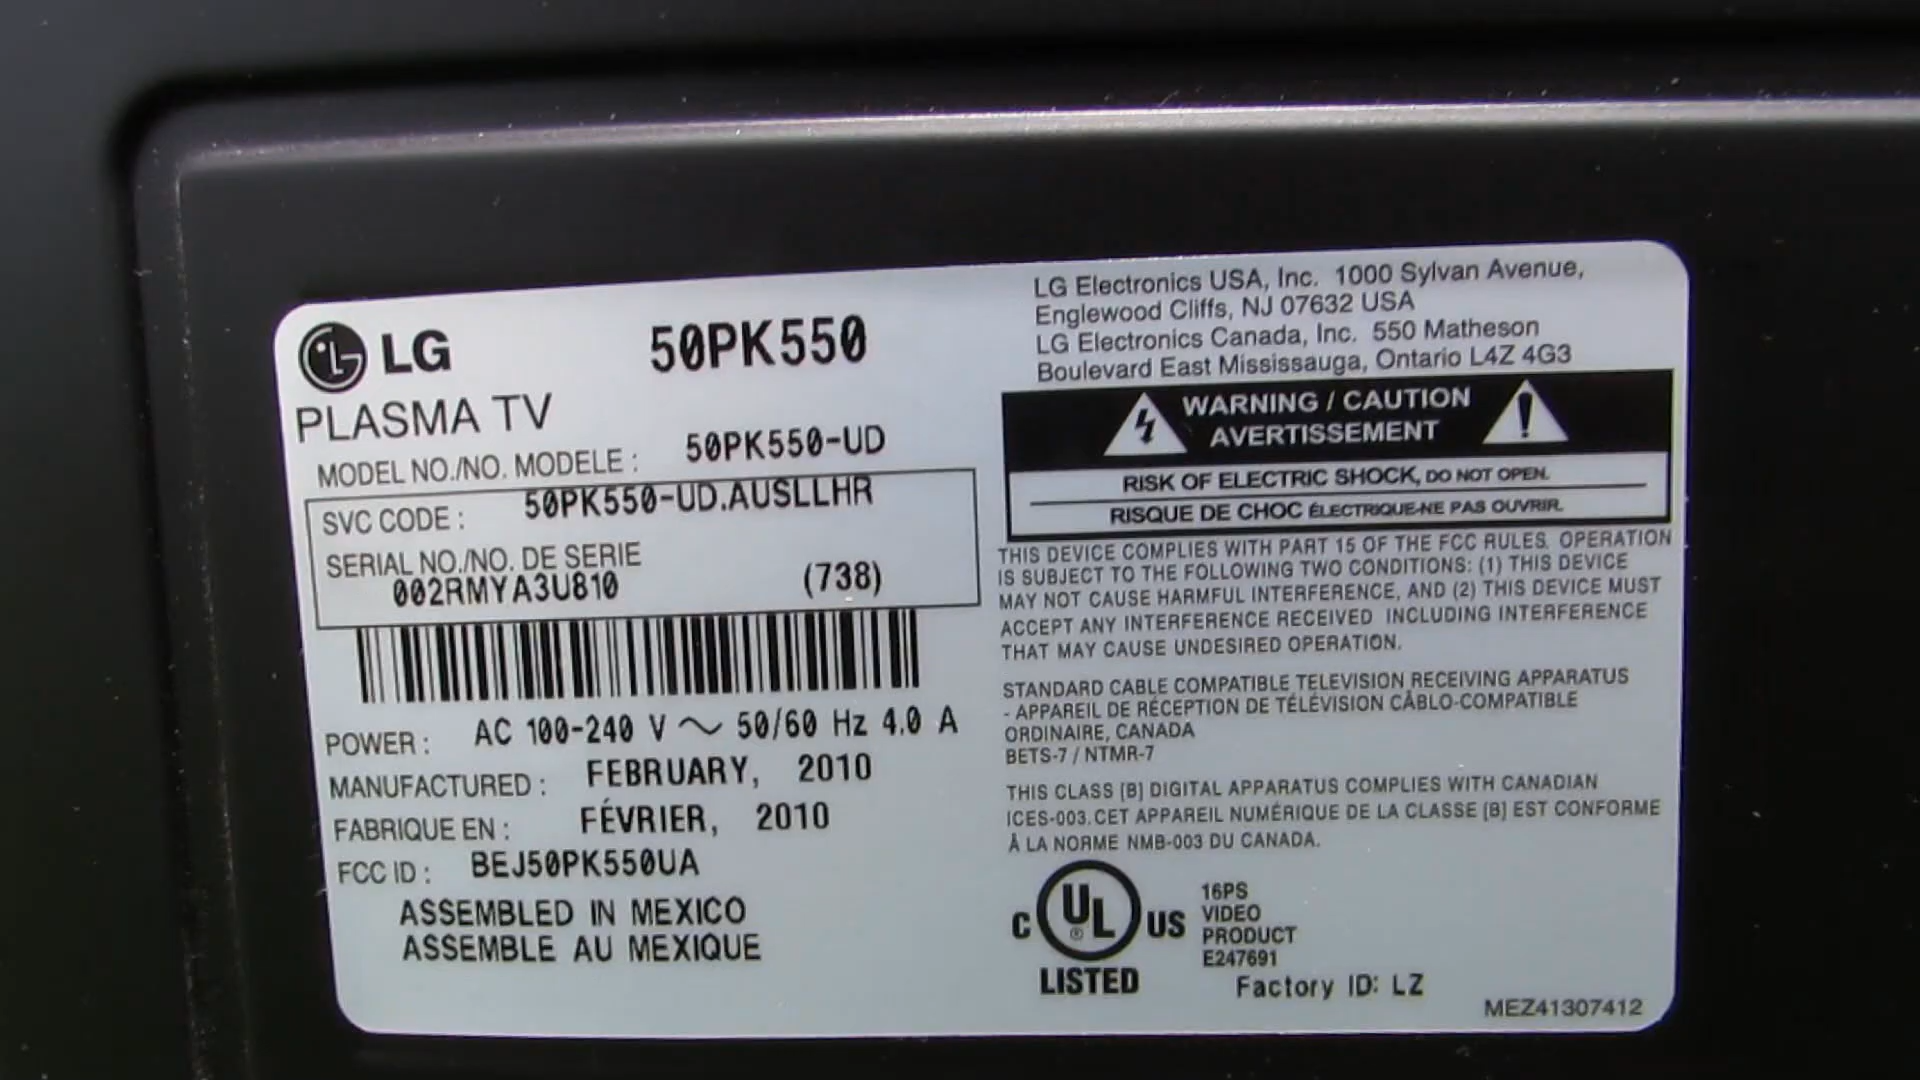 LG
50PK550
PLASMA TV
MODEL NO./NO. MODELE : 50PK550-UD
SVC CODE : 50PK550-UD.AUSLLHR
SERIAL NO./NO. DE SERIE
002RMYA3U810 (738)
POWER : AC 100-240 V ~ 50/60 Hz 4.0 A
MANUFACTURED : FEBRUARY, 2010
FABRIQUE EN : FÉVRIER, 2010
FCC ID : BEJ50PK550UA
ASSEMBLED IN MEXICO
ASSEMBLE AU MEXIQUE
LG Electronics USA, Inc. 1000 Sylvan Avenue,
Englewood Cliffs, NJ 07632 USA
LG Electronics Canada, Inc. 550 Matheson
Boulevard East Mississauga, Ontario L4Z 4G3
WARNING / CAUTION
AVERTISSEMENT
RISK OF ELECTRIC SHOCK, DO NOT OPEN.
RISQUE DE CHOC ÉLECTRIQUE-NE PAS OUVRIR.
THIS DEVICE COMPLIES WITH PART 15 OF THE FCC RULES. OPERATION
IS SUBJECT TO THE FOLLOWING TWO CONDITIONS: (1) THIS DEVICE
MAY NOT CAUSE HARMFUL INTERFERENCE, AND (2) THIS DEVICE MUST
ACCEPT ANY INTERFERENCE RECEIVED INCLUDING INTERFERENCE
THAT MAY CAUSE UNDESIRED OPERATION.
STANDARD CABLE COMPATIBLE TELEVISION RECEIVING APPARATUS
- APPAREIL DE RÉCEPTION DE TÉLÉVISION CÂBLO-COMPATIBLE
ORDINAIRE, CANADA
BETS-7 / NTMR-7
THIS CLASS [B] DIGITAL APPARATUS COMPLIES WITH CANADIAN
ICES-003.CET APPAREIL NUMÉRIQUE DE LA CLASSE [B] EST CONFORME
À LA NORME NMB-003 DU CANADA.
C UL ® US
LISTED
16PS
VIDEO
PRODUCT
E247691
Factory ID: LZ
MEZ41307412